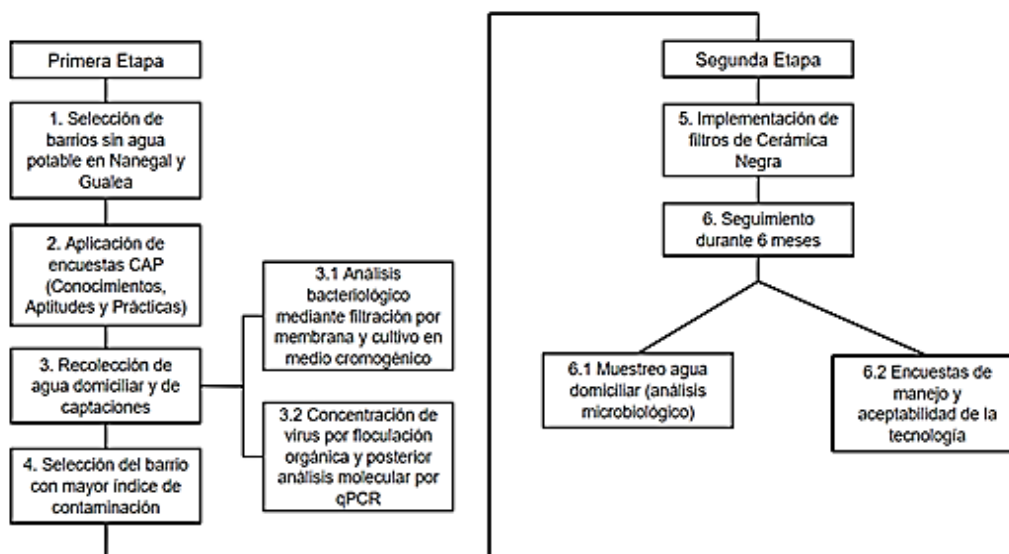 Primera Etapa
1. Selección de
barrios sin agua
potable en Nanegal y
Gualea
2. Aplicación de
encuestas CAP
(Conocimientos,
Aptitudes y Prácticas)
3. Recolección de
agua domiciliar y de
captaciones
3.1 Análisis
bacteriológico
mediante filtración por
membrana y cultivo en
medio cromogénico
3.2 Concentración de
virus por floculación
orgánica y posterior
análisis molecular por
qPCR
4. Selección del barrio
con mayor índice de
contaminación
Segunda Etapa
5. Implementación de
filtros de Cerámica
Negra
6. Seguimiento
durante 6 meses
6.1 Muestreo agua
domiciliar (análisis
microbiológico)
6.2 Encuestas de
manejo y
aceptabilidad de la
tecnología